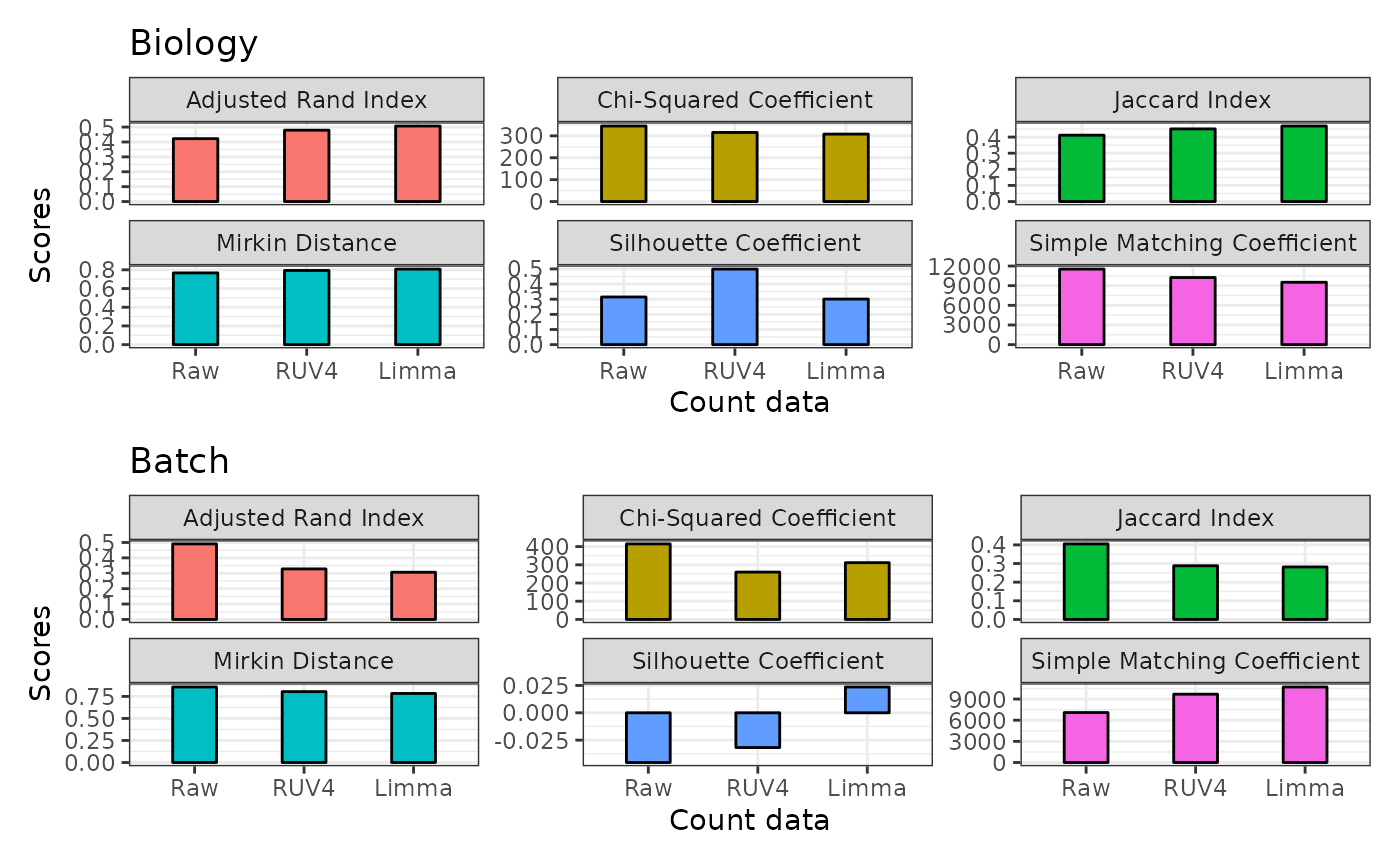 Biology
Adjusted Rand Index
Chi-Squared Coefficient
Jaccard Index
0.5
0.4
0.3
0.2
0.1
0.0
300
200
100
0
0.4
0.3
0.2
0.1
0.0
Scores
Mirkin Distance
Silhouette Coefficient
Simple Matching Coefficient
0.8
0.6
0.4
0.2
0.0
0.5
0.4
0.3
0.2
0.1
0.0
12000
9000
6000
3000
0
Raw RUV4 Limma
Raw RUV4 Limma
Raw RUV4 Limma
Count data
Batch
Adjusted Rand Index
Chi-Squared Coefficient
Jaccard Index
0.5
0.4
0.3
0.2
0.1
0.0
400
300
200
100
0
0.4
0.3
0.2
0.1
0.0
Scores
Mirkin Distance
Silhouette Coefficient
Simple Matching Coefficient
0.75
0.50
0.25
0.00
0.025
0.000
-0.025
9000
6000
3000
0
Raw RUV4 Limma
Raw RUV4 Limma
Raw RUV4 Limma
Count data